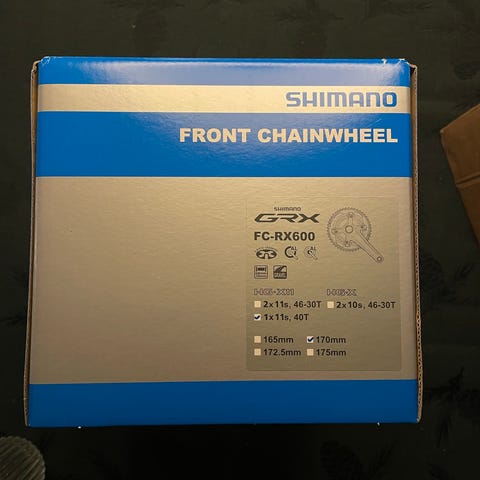 SHIMANO
FRONT CHAINWHEEL
SHIMANO
GRX
FC-RX600
HG-X11 HG-X
2x11s, 46-30T 2x10s, 46-30T
1x11s, 40T
165mm 170mm
172.5mm 175mm